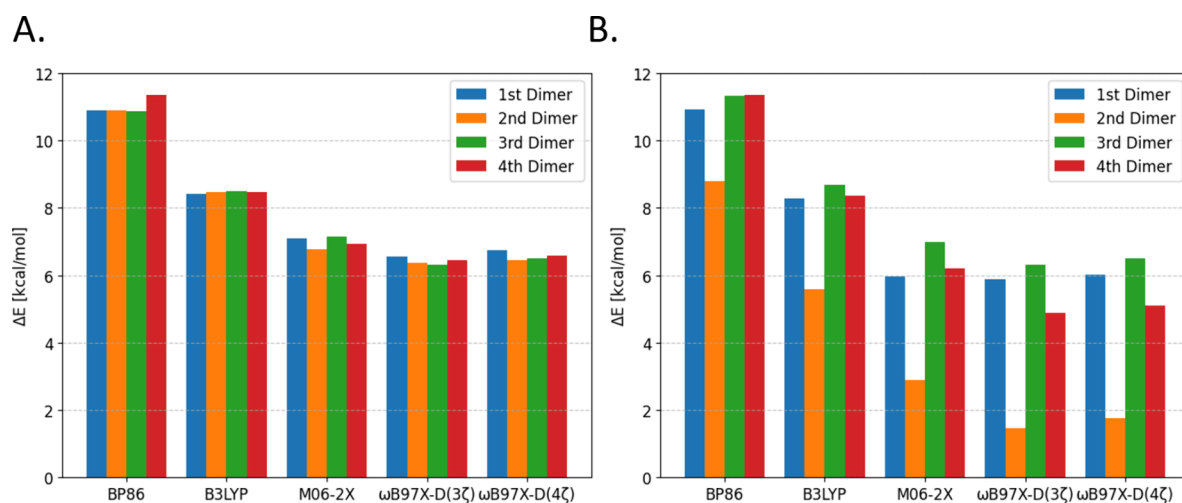 A.
12
10
8
6
4
2
0
ΔE [kcal/mol]
1st Dimer
2nd Dimer
3rd Dimer
4th Dimer
BP86 B3LYP M06-2X ωB97X-D(3ζ) ωB97X-D(4ζ)
B.
12
10
8
6
4
2
0
ΔE [kcal/mol]
1st Dimer
2nd Dimer
3rd Dimer
4th Dimer
BP86 B3LYP M06-2X ωB97X-D(3ζ) ωB97X-D(4ζ)